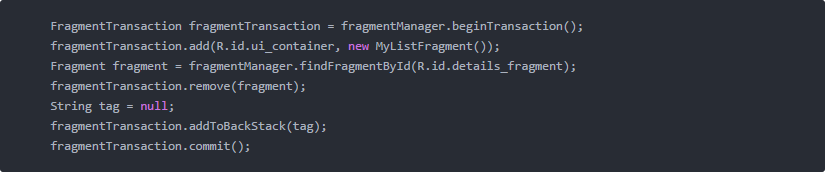 FragmentTransaction fragmentTransaction = fragmentManager.beginTransaction();
fragmentTransaction.add(R.id.ui_container, new MyListFragment());
Fragment fragment = fragmentManager.findFragmentById(R.id.details_fragment);
fragmentTransaction.remove(fragment);
String tag = null;
fragmentTransaction.addToBackStack(tag);
fragmentTransaction.commit();